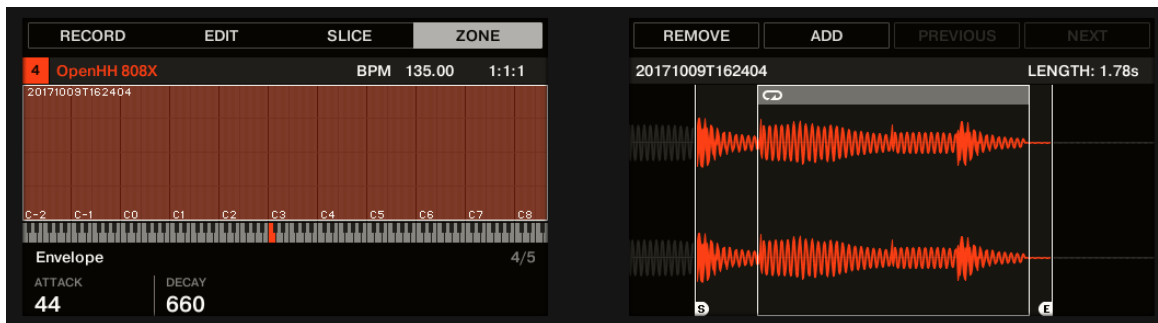 RECORD EDIT SLICE ZONE
4 OpenHH 808X BPM 135.00 1:1:1
20171009T162404
C-2 C-1 C0 C1 C2 C3 C4 C5 C6 C7 C8
Envelope 4/5
ATTACK DECAY
44 660
REMOVE ADD PREVIOUS NEXT
20171009T162404 LENGTH: 1.78s
S E